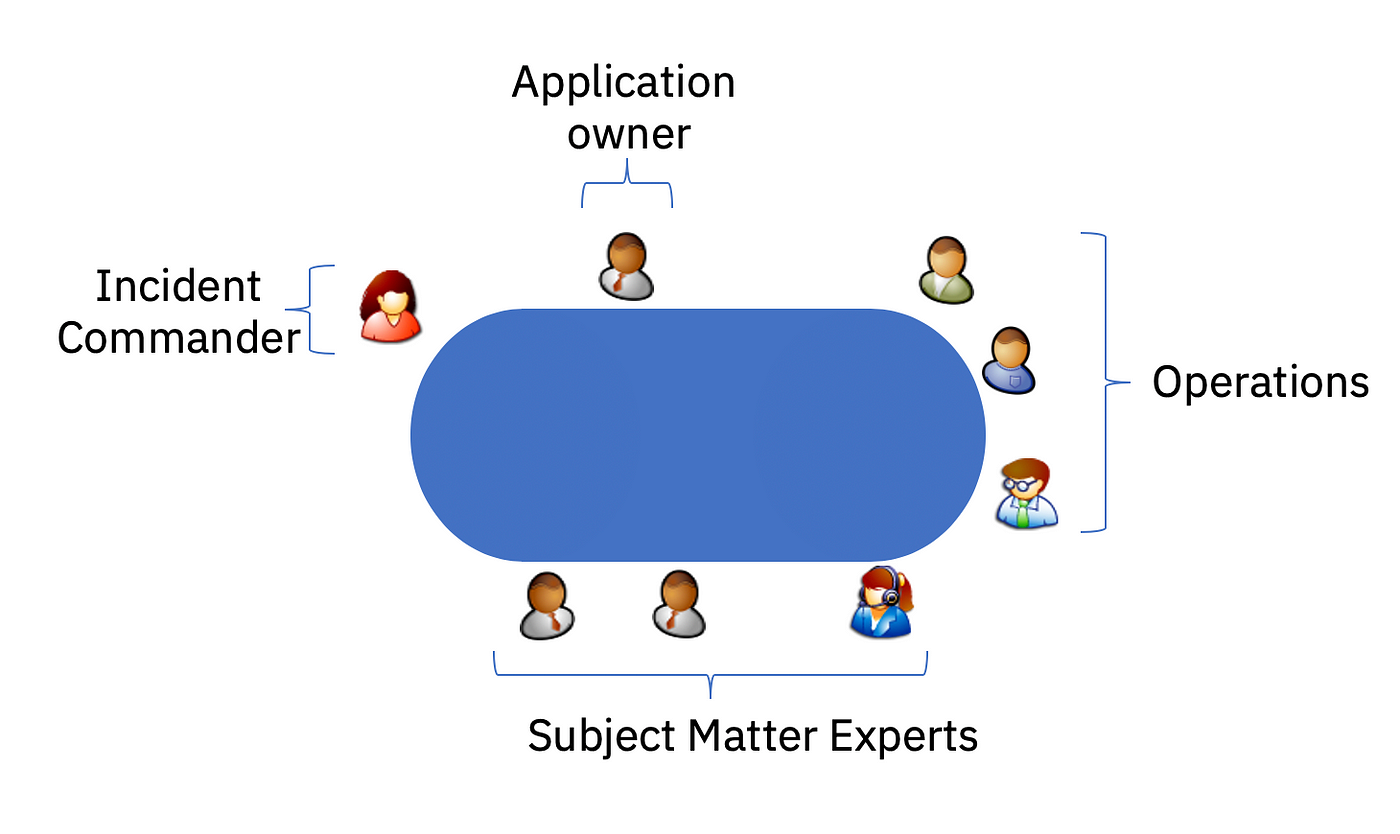 Application
owner
Incident
Commander
Operations
Subject Matter Experts